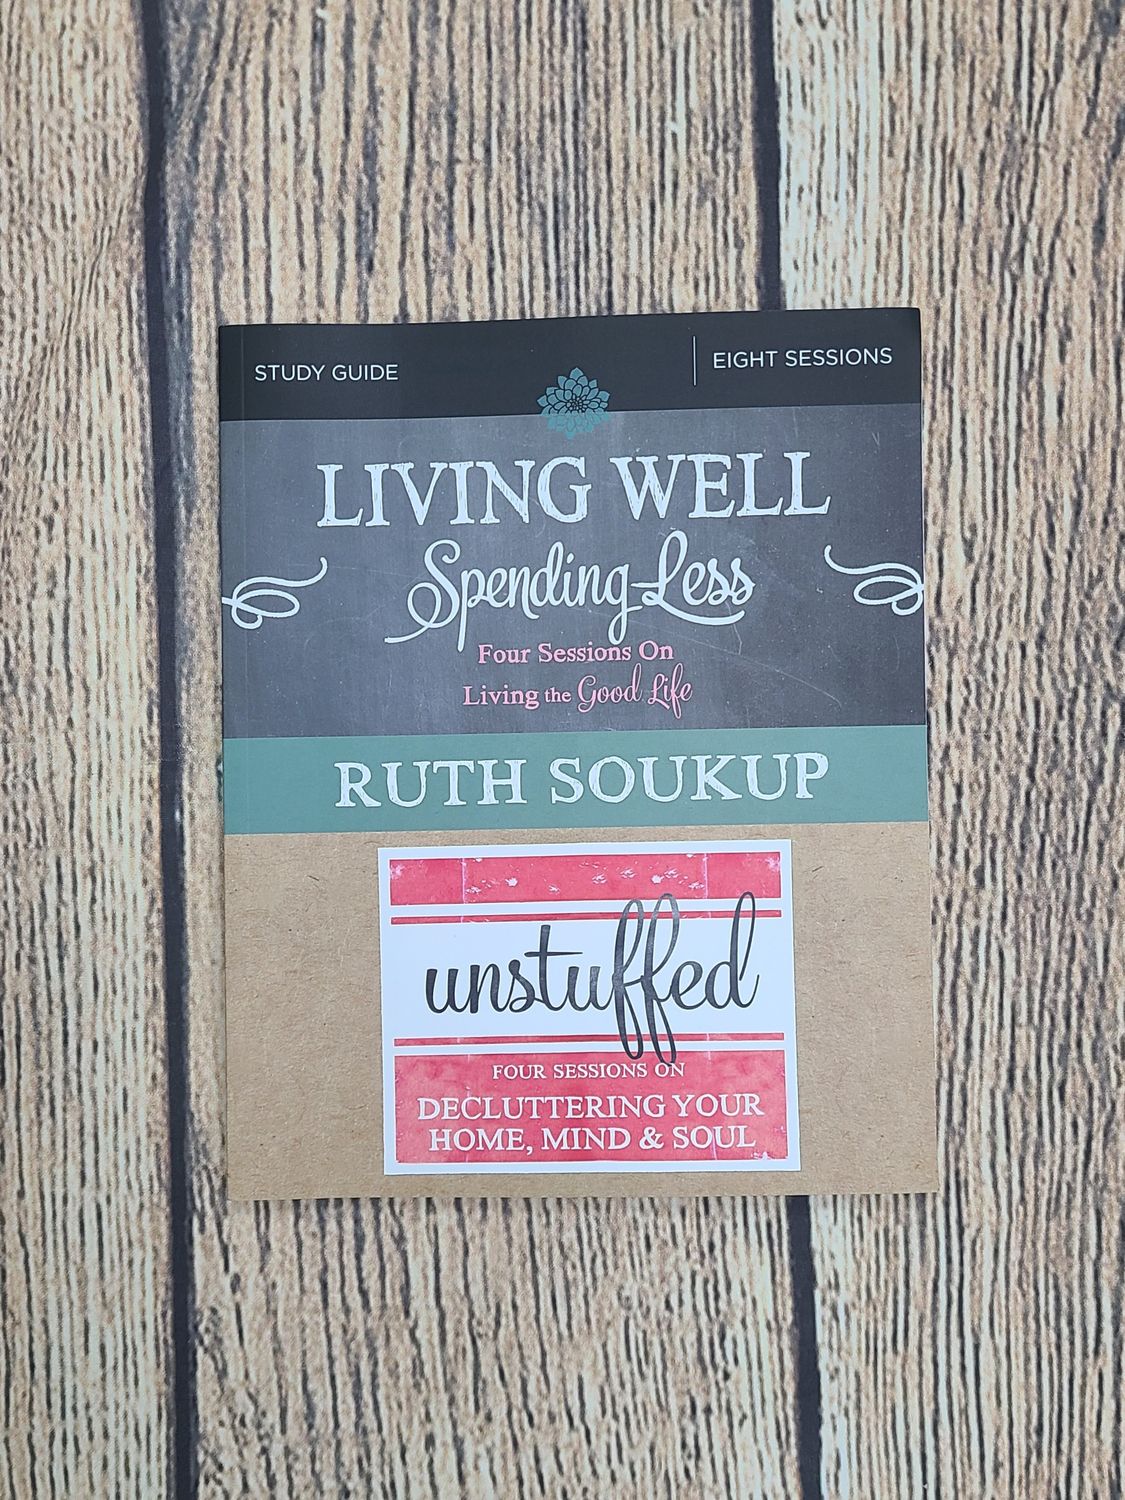 STUDY GUIDE
EIGHT SESSIONS
LIVING WELL
Spending Less
Four Sessions On
Living the Good Life
RUTH SOUKUP
unstuffed
FOUR SESSIONS ON
DECLUTTERING YOUR
HOME, MIND & SOUL